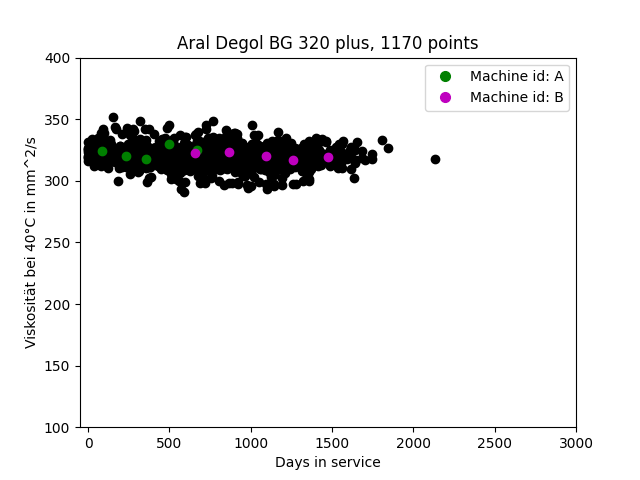 Aral Degol BG 320 plus, 1170 points
Machine id: A
Machine id: B
400
350
300
250
200
150
100
Viskosität bei 40°C in mm^2/s
0
500
1000
1500
2000
2500
3000
Days in service